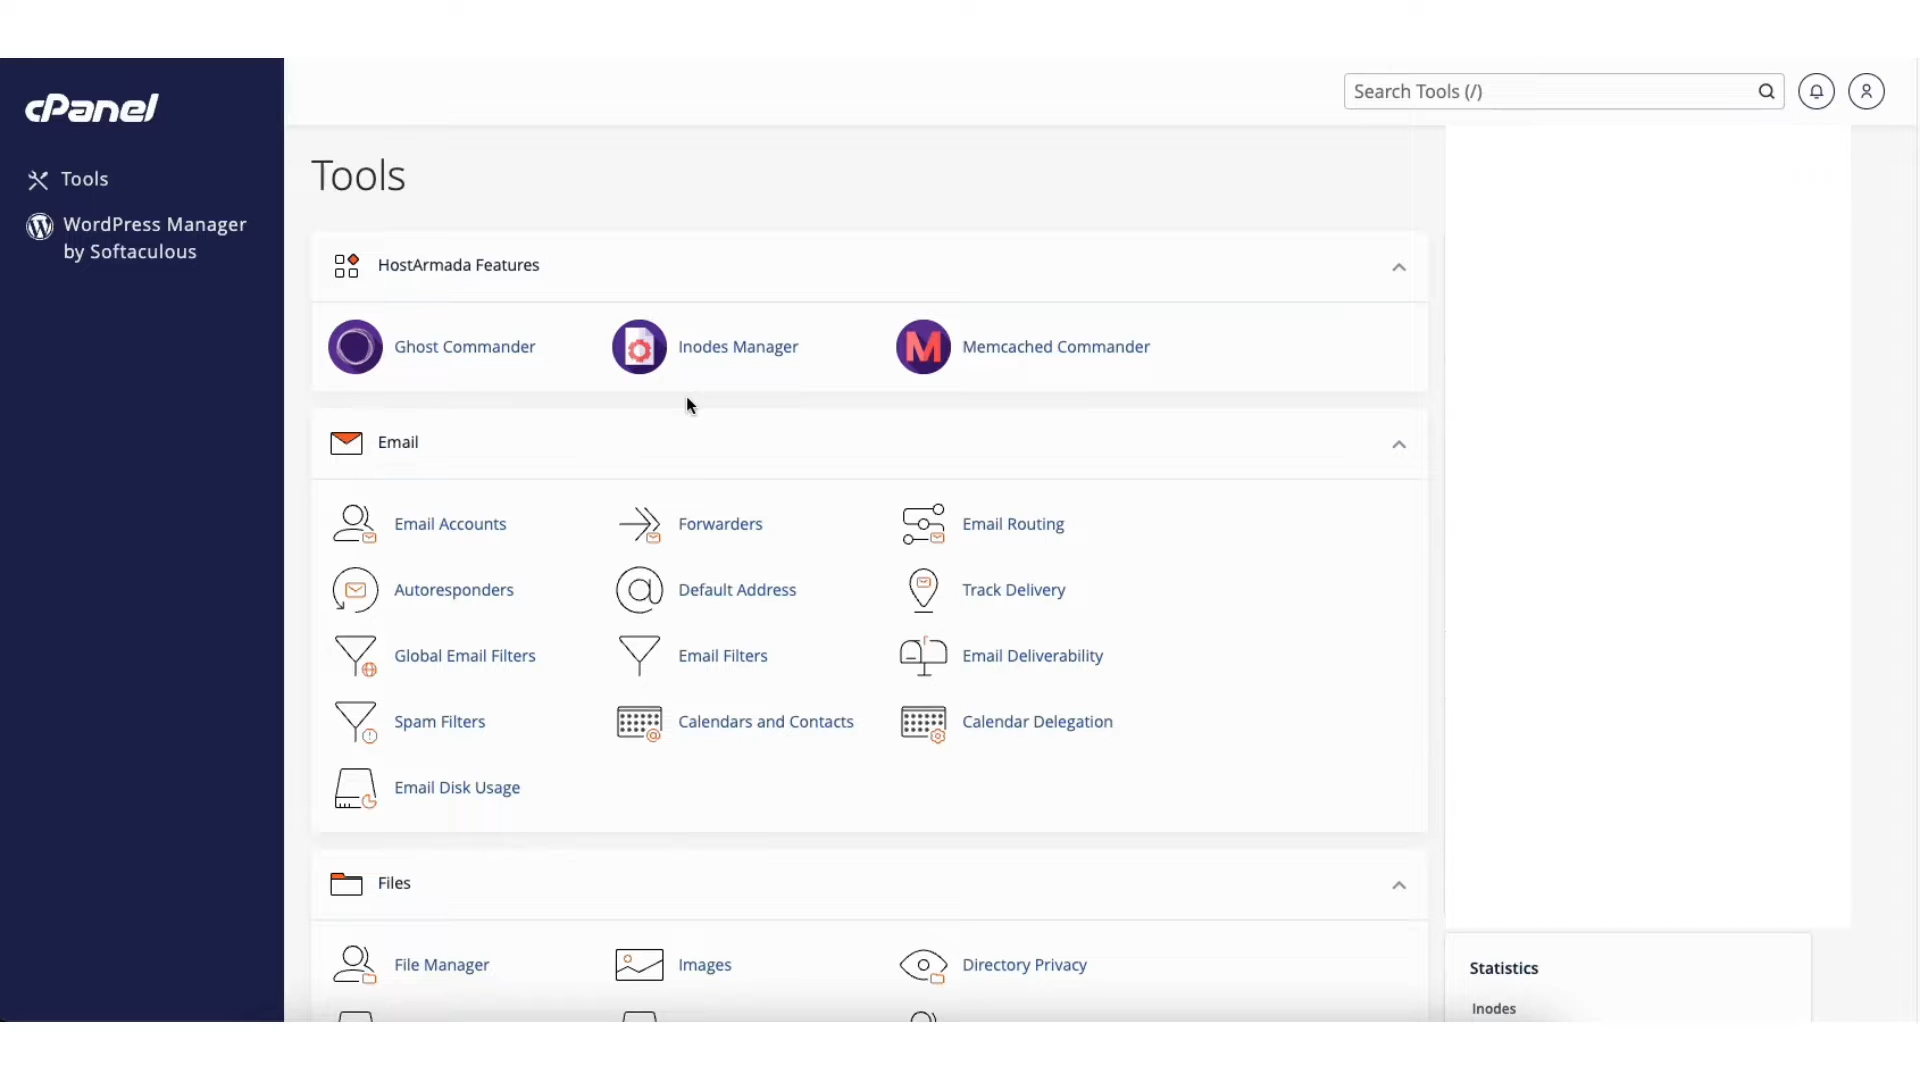 cPanel
Search Tools (/)
Tools
WordPress Manager
by Softaculous
Tools
HostArmada Features
Ghost Commander
Inodes Manager
Memcached Commander
Email
Email Accounts
Forwarders
Email Routing
Autoresponders
Default Address
Track Delivery
Global Email Filters
Email Filters
Email Deliverability
Spam Filters
Calendars and Contacts
Calendar Delegation
Email Disk Usage
Files
File Manager
Images
Directory Privacy
Statistics
Inodes